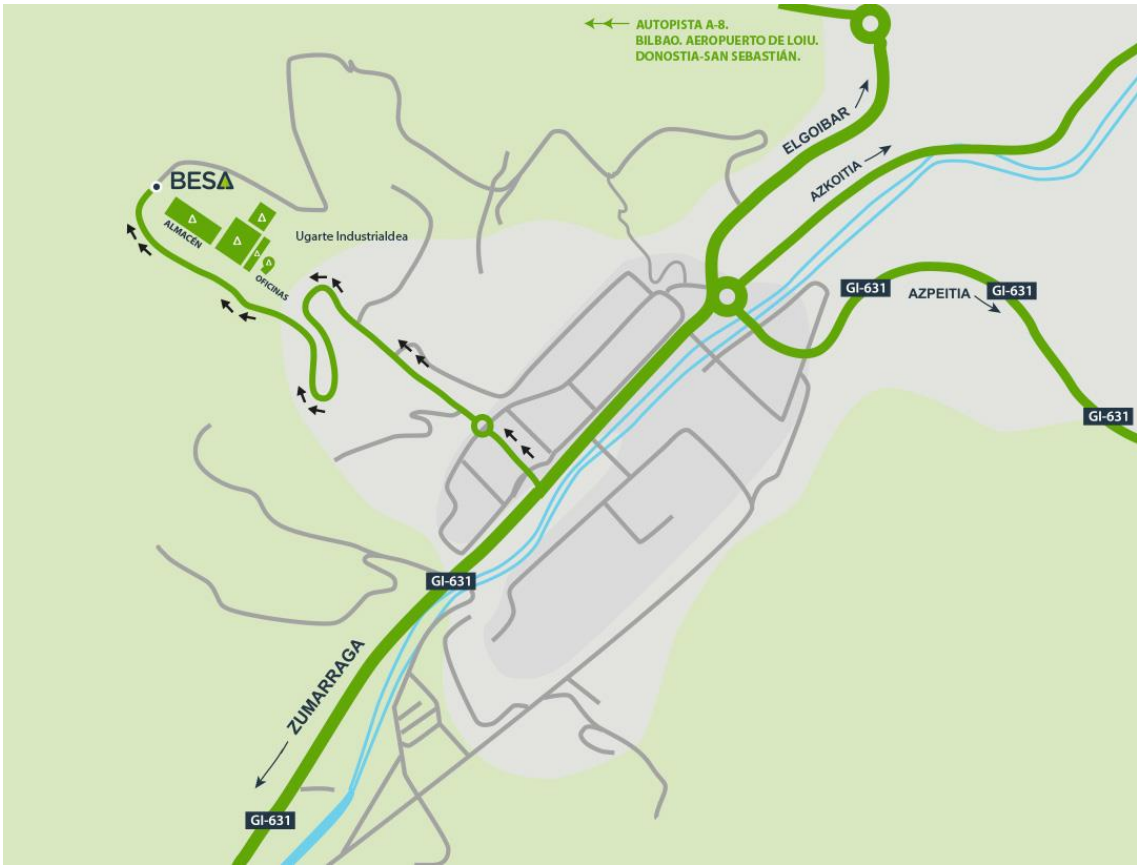 AUTOPISTA A-8.
BILBAO. AEROPUERTO DE LOIU.
DONOSTIA-SAN SEBASTIÁN.
ELGOIBAR
AZKOITIA
BESA
ALMACÉN
OFICINAS
Ugarte Industrialdea
GI-631
AZPEITIA
GI-631
GI-631
GI-631
ZUMARRAGA
GI-631